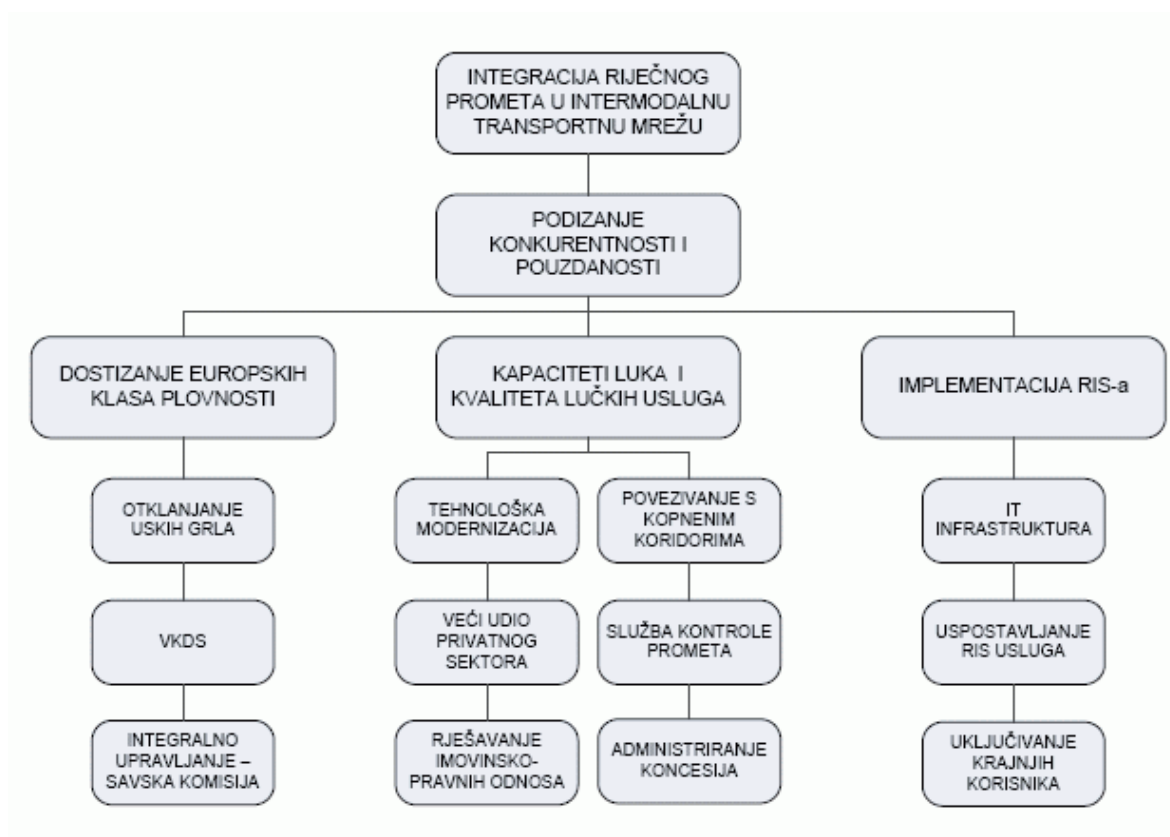 INTEGRACIJA RIJEČNOG
PROMETA U INTERMODALNU
TRANSPORTNU MREŽU
PODIZANJE
KONKURENTNOSTI I
POUZDANOSTI
DOSTIZANJE EUROPSKIH
KLASA PLOVNOSTI
KAPACITETI LUKA I
KVALITETA LUČKIH USLUGA
IMPLEMENTACIJA RIS-a
OTKLANJANJE
USKIH GRLA
TEHNOLOŠKA
MODERNIZACIJA
POVEZIVANJE S
KOPNENIM
KORIDORIMA
IT
INFRASTRUKTURA
VKDS
VEĆI UDIO
PRIVATNOG
SEKTORA
SLUŽBA KONTROLE
PROMETA
USPOSTAVLJANJE
RIS USLUGA
INTEGRALNO
UPRAVLJANJE –
SAVSKA KOMISIJA
RJEŠAVANJE
IMOVINSKO-
PRAVNIH ODNOSA
ADMINISTRIRANJE
KONCESIJA
UKLJUČIVANJE
KRAJNJIH
KORISNIKA